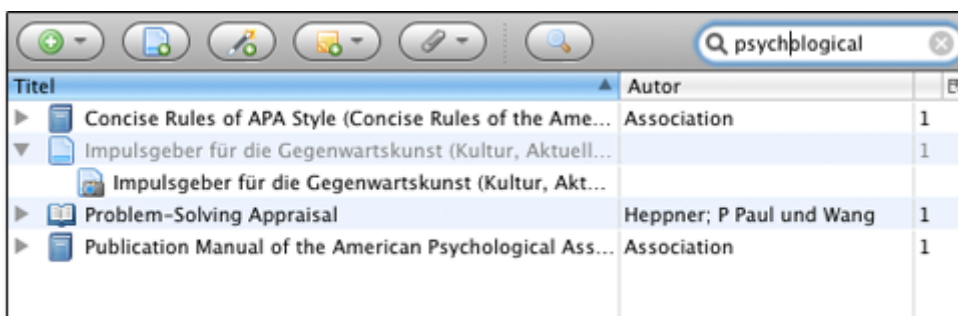 psychological
Titel Autor
Concise Rules of APA Style (Concise Rules of the Ame... Association 1
Impulsgeber für die Gegenwartskunst (Kultur, Aktuell... 1
Impulsgeber für die Gegenwartskunst (Kultur, Akt...
Problem-Solving Appraisal Heppner; P Paul und Wang 1
Publication Manual of the American Psychological Ass... Association 1